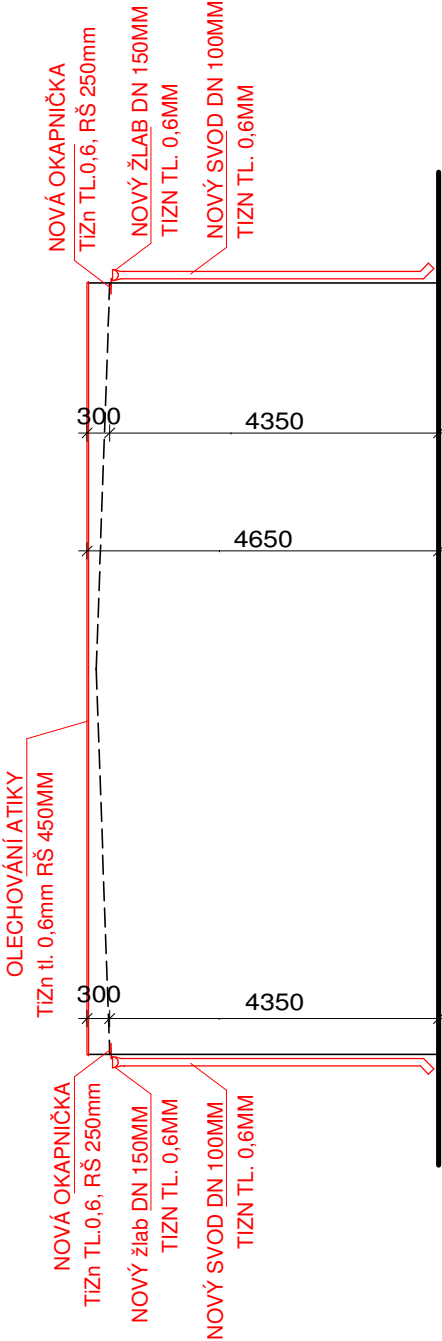 OLECHOVÁNÍ ATIKY
TiZn tl. 0,6mm RŠ 450MM
NOVÁ OKAPNIČKA
TiZn TL.0,6, RŠ 250mm
NOVÝ žlab DN 150MM
TIZN TL. 0,6MM
NOVÝ SVOD DN 100MM
TIZN TL. 0,6MM
300
4350
4650
300
4350
NOVÁ OKAPNIČKA
TiZn TL.0,6, RŠ 250mm
NOVÝ ŽLAB DN 150MM
TIZN TL. 0,6MM
NOVÝ SVOD DN 100MM
TIZN TL. 0,6MM